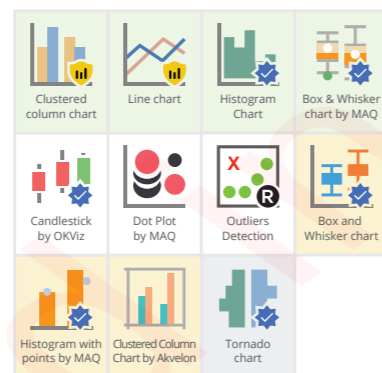 Clustered
column chart
Line chart
Histogram
Chart
Box & Whisker
chart by MAQ
Candlestick
by OKViz
Dot Plot
by MAQ
X
R
Outliers
Detection
Box and
Whisker chart
Histogram with
points by MAQ
Clustered Column
Chart by Akvelon
Tornado
chart